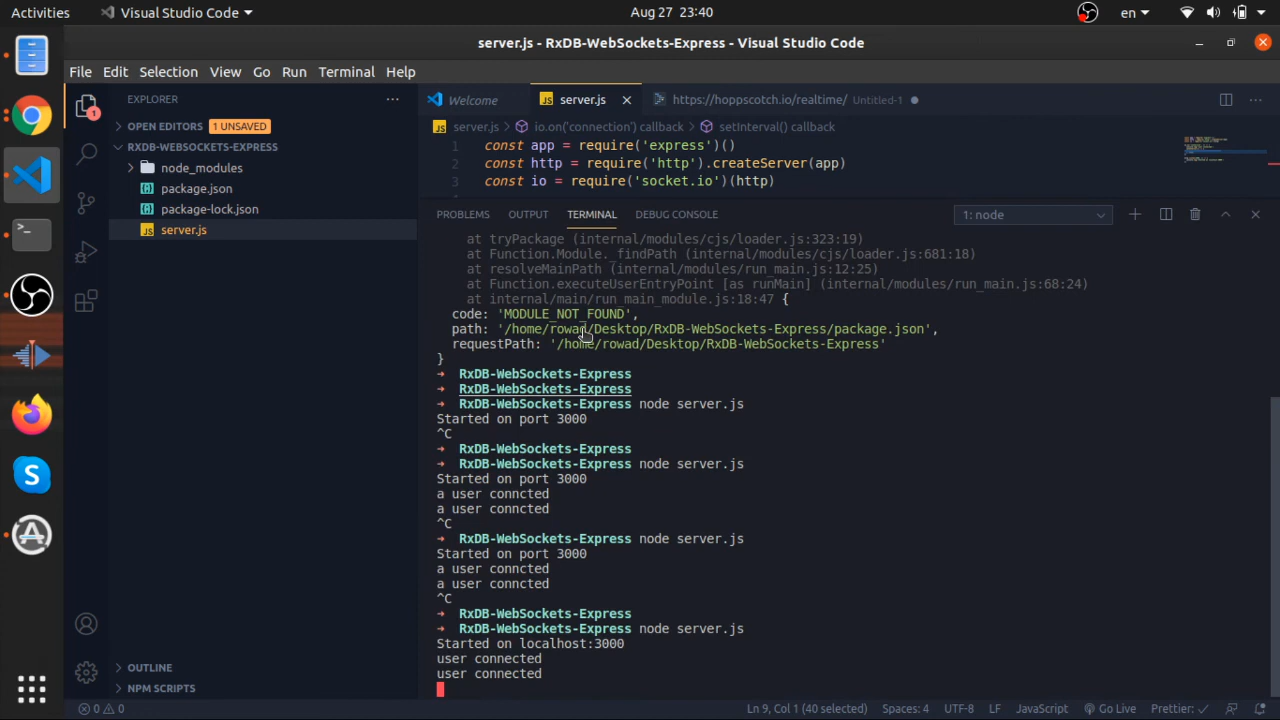 Activities
Visual Studio Code
Aug 27 23:40
en
server.js - RxDB-WebSockets-Express - Visual Studio Code
File Edit Selection View Go Run Terminal Help
EXPLORER
1
OPEN EDITORS 1 UNSAVED
RXDB-WEBSOCKETS-EXPRESS
node_modules
package.json
package-lock.json
JS server.js
OUTLINE
NPM SCRIPTS
Welcome
JS server.js
https://hoppscotch.io/realtime/ Untitled-1
JS server.js > io.on('connection') callback > setInterval() callback
1 const app = require('express')()
2 const http = require('http').createServer(app)
3 const io = require('socket.io')(http)
PROBLEMS OUTPUT TERMINAL DEBUG CONSOLE
1: node
at tryPackage (internal/modules/cjs/loader.js:323:19)
at Function.Module._findPath (internal/modules/cjs/loader.js:681:18)
at resolveMainPath (internal/modules/run_main.js:12:25)
at Function.executeUserEntryPoint [as runMain] (internal/modules/run_main.js:68:24)
at internal/main/run_main_module.js:18:47 {
code: 'MODULE_NOT_FOUND',
path: '/home/rowad/Desktop/RxDB-WebSockets-Express/package.json',
requestPath: '/home/rowad/Desktop/RxDB-WebSockets-Express'
}
➜ RxDB-WebSockets-Express
➜ RxDB-WebSockets-Express
➜ RxDB-WebSockets-Express node server.js
Started on port 3000
^C
➜ RxDB-WebSockets-Express
➜ RxDB-WebSockets-Express node server.js
Started on port 3000
a user conncted
a user conncted
^C
➜ RxDB-WebSockets-Express node server.js
Started on port 3000
a user conncted
a user conncted
^C
➜ RxDB-WebSockets-Express
➜ RxDB-WebSockets-Express node server.js
Started on localhost:3000
user connected
user connected
0 0
Ln 9, Col 1 (40 selected) Spaces: 4 UTF-8 LF JavaScript Go Live Prettier: ✓